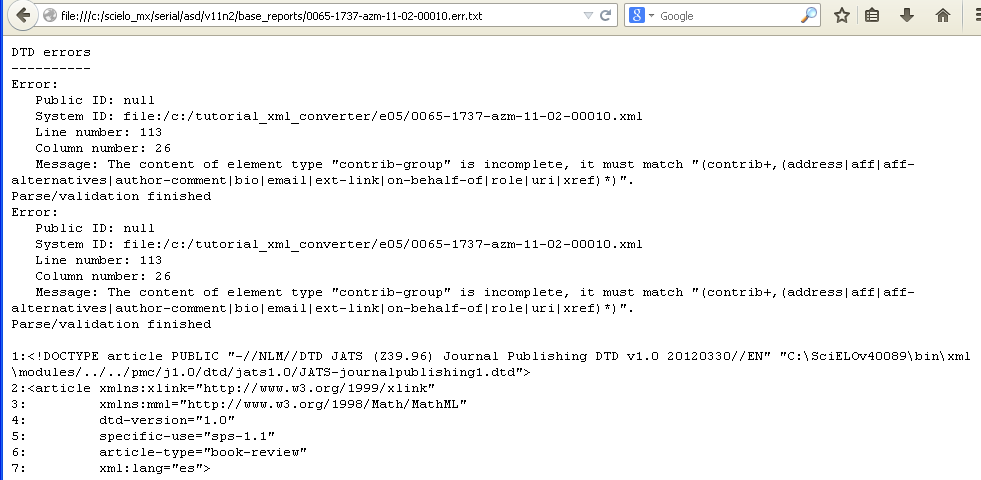 file:///c:/scielo_mx/serial/asd/v11n2/base_reports/0065-1737-azm-11-02-00010.err.txt
8 Google
DTD errors
----------
Error:
Public ID: null
System ID: file:/c:/tutorial_xml_converter/e05/0065-1737-azm-11-02-00010.xml
Line number: 113
Column number: 26
Message: The content of element type "contrib-group" is incomplete, it must match "(contrib+,(address|aff|aff-
alternatives|author-comment|bio|email|ext-link|on-behalf-of|role|uri|xref)*)".
Parse/validation finished
Error:
Public ID: null
System ID: file:/c:/tutorial_xml_converter/e05/0065-1737-azm-11-02-00010.xml
Line number: 113
Column number: 26
Message: The content of element type "contrib-group" is incomplete, it must match "(contrib+,(address|aff|aff-
alternatives|author-comment|bio|email|ext-link|on-behalf-of|role|uri|xref)*)".
Parse/validation finished
1:<!DOCTYPE article PUBLIC "-//NLM//DTD JATS (Z39.96) Journal Publishing DTD v1.0 20120330//EN" "C:\SciELOv40089\bin\xml
\modules/../../pmc/j1.0/dtd/jats1.0/JATS-journalpublishing1.dtd">
2:<article xmlns:xlink="http://www.w3.org/1999/xlink"
3: xmlns:mml="http://www.w3.org/1998/Math/MathML"
4: dtd-version="1.0"
5: specific-use="sps-1.1"
6: article-type="book-review"
7: xml:lang="es">